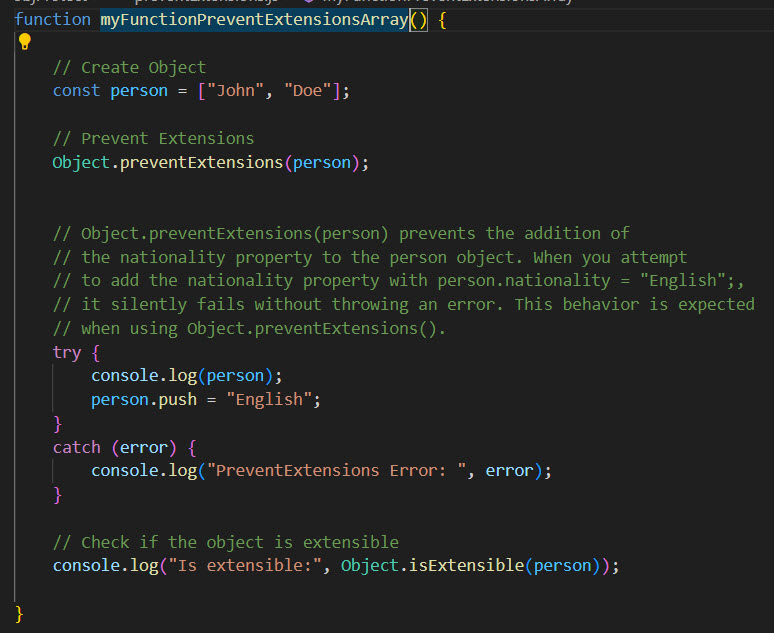 function myFunctionPreventExtensionsArray() {
// Create Object
const person = ["John", "Doe"];
// Prevent Extensions
Object.preventExtensions(person);
// Object.preventExtensions(person) prevents the addition of
// the nationality property to the person object. When you attempt
// to add the nationality property with person.nationality = "English";,
// it silently fails without throwing an error. This behavior is expected
// when using Object.preventExtensions().
try {
console.log(person);
person.push = "English";
}
catch (error) {
console.log("PreventExtensions Error: ", error);
}
// Check if the object is extensible
console.log("Is extensible:", Object.isExtensible(person));
}